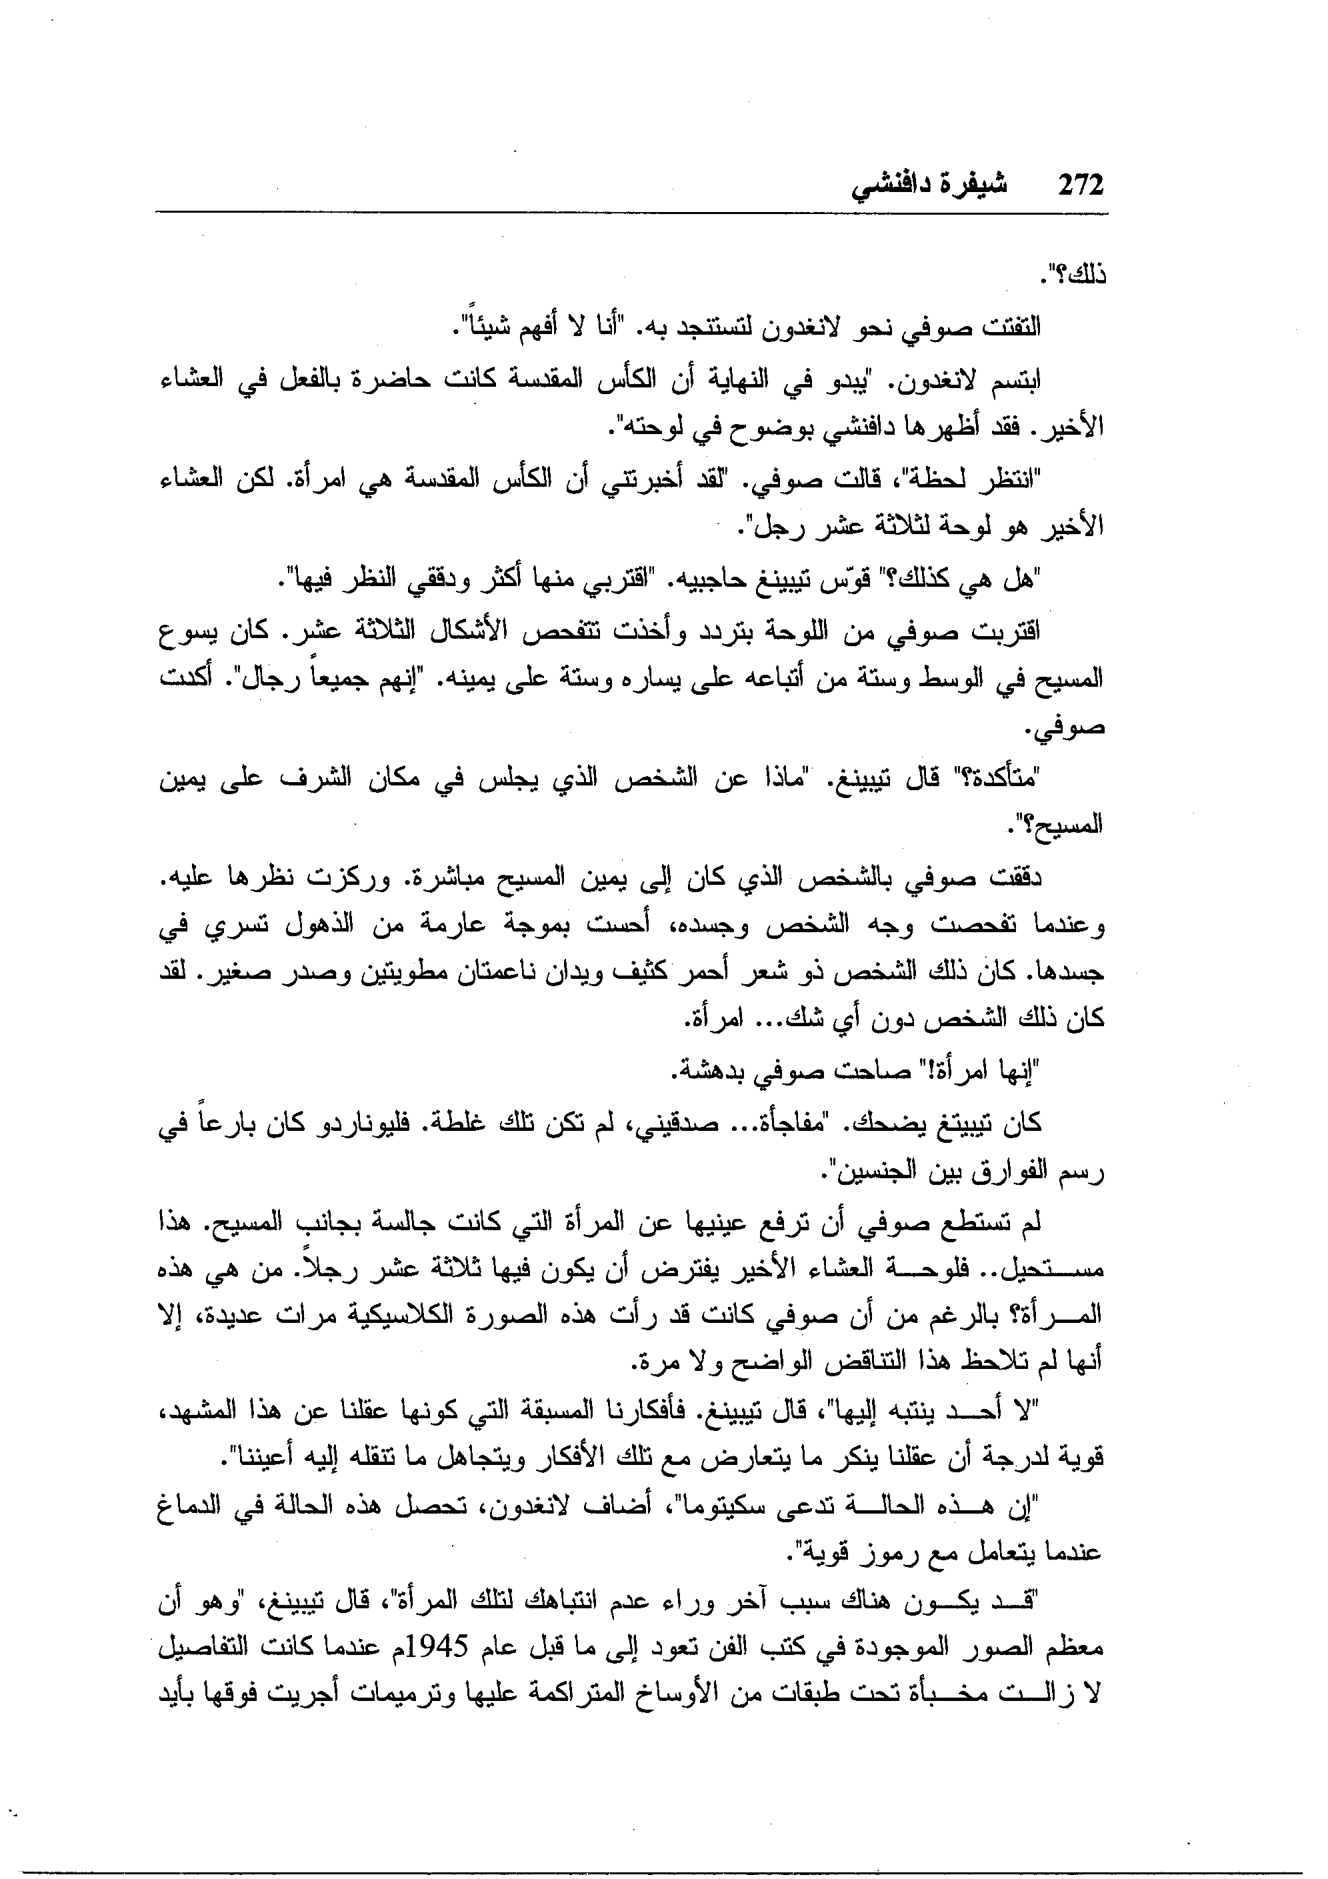 272 شيفرة دافنشي
ذلك؟".
التفتت صوفي نحو لانغدون لتستنجد به. "أنا لا أفهم شيئاً".
ابتسم لانغدون. "يبدو في النهاية أن الكأس المقدسة كانت حاضرة بالفعل في العشاء
الأخير. فقد أظهرها دافنشي بوضوح في لوحته".
"انتظر لحظة"، قالت صوفي. "لقد أخبرتني أن الكأس المقدسة هي امرأة. لكن العشاء
الأخير هو لوحة لثلاثة عشر رجل".
"هل هي كذلك؟" قوّس تيبينغ حاجبيه. "اقتربي منها أكثر ودققي النظر فيها".
اقتربت صوفي من اللوحة بتردد وأخذت تتفحص الأشكال الثلاثة عشر. كان يسوع
المسيح في الوسط وستة من أتباعه على يساره وستة على يمينه. "إنهم جميعاً رجال". أكدت
صوفي.
"متأكدة؟" قال تيبينغ. "ماذا عن الشخص الذي يجلس في مكان الشرف على يمين
المسيح؟".
دققت صوفي بالشخص الذي كان إلى يمين المسيح مباشرة. وركزت نظرها عليه.
وعندما تفحصت وجه الشخص وجسده، أحست بموجة عارمة من الذهول تسري في
جسدها. كان ذلك الشخص ذو شعر أحمر كثيف ويدان ناعمتان مطويتين وصدر صغير. لقد
كان ذلك الشخص دون أي شك... امرأة.
"إنها امرأة!" صاحت صوفي بدهشة.
كان تيبيتغ يضحك. "مفاجأة... صدقيني، لم تكن تلك غلطة. فليوناردو كان بارعاً في
رسم الفوارق بين الجنسين".
لم تستطع صوفي أن ترفع عينيها عن المرأة التي كانت جالسة بجانب المسيح. هذا
مستحيل.. فلوحة العشاء الأخير يفترض أن يكون فيها ثلاثة عشر رجلاً. من هي هذه
المرأة؟ بالرغم من أن صوفي كانت قد رأت هذه الصورة الكلاسيكية مرات عديدة، إلا
أنها لم تلاحظ هذا التناقض الواضح ولا مرة.
"لا أحد ينتبه إليها"، قال تيبينغ. فأفكارنا المسبقة التي كونها عقلنا عن هذا المشهد،
قوية لدرجة أن عقلنا ينكر ما يتعارض مع تلك الأفكار ويتجاهل ما تنقله إليه أعيننا".
"إن هذه الحالة تدعى سكيتوما"، أضاف لانغدون، تحصل هذه الحالة في الدماغ
عندما يتعامل مع رموز قوية".
"قد يكون هناك سبب آخر وراء عدم انتباهك لتلك المرأة"، قال تيبينغ، "وهو أن
معظم الصور الموجودة في كتب الفن تعود إلى ما قبل عام 1945م عندما كانت التفاصيل
لا زالت مخبأة تحت طبقات من الأوساخ المتراكمة عليها وترميمات أجريت فوقها بأيد